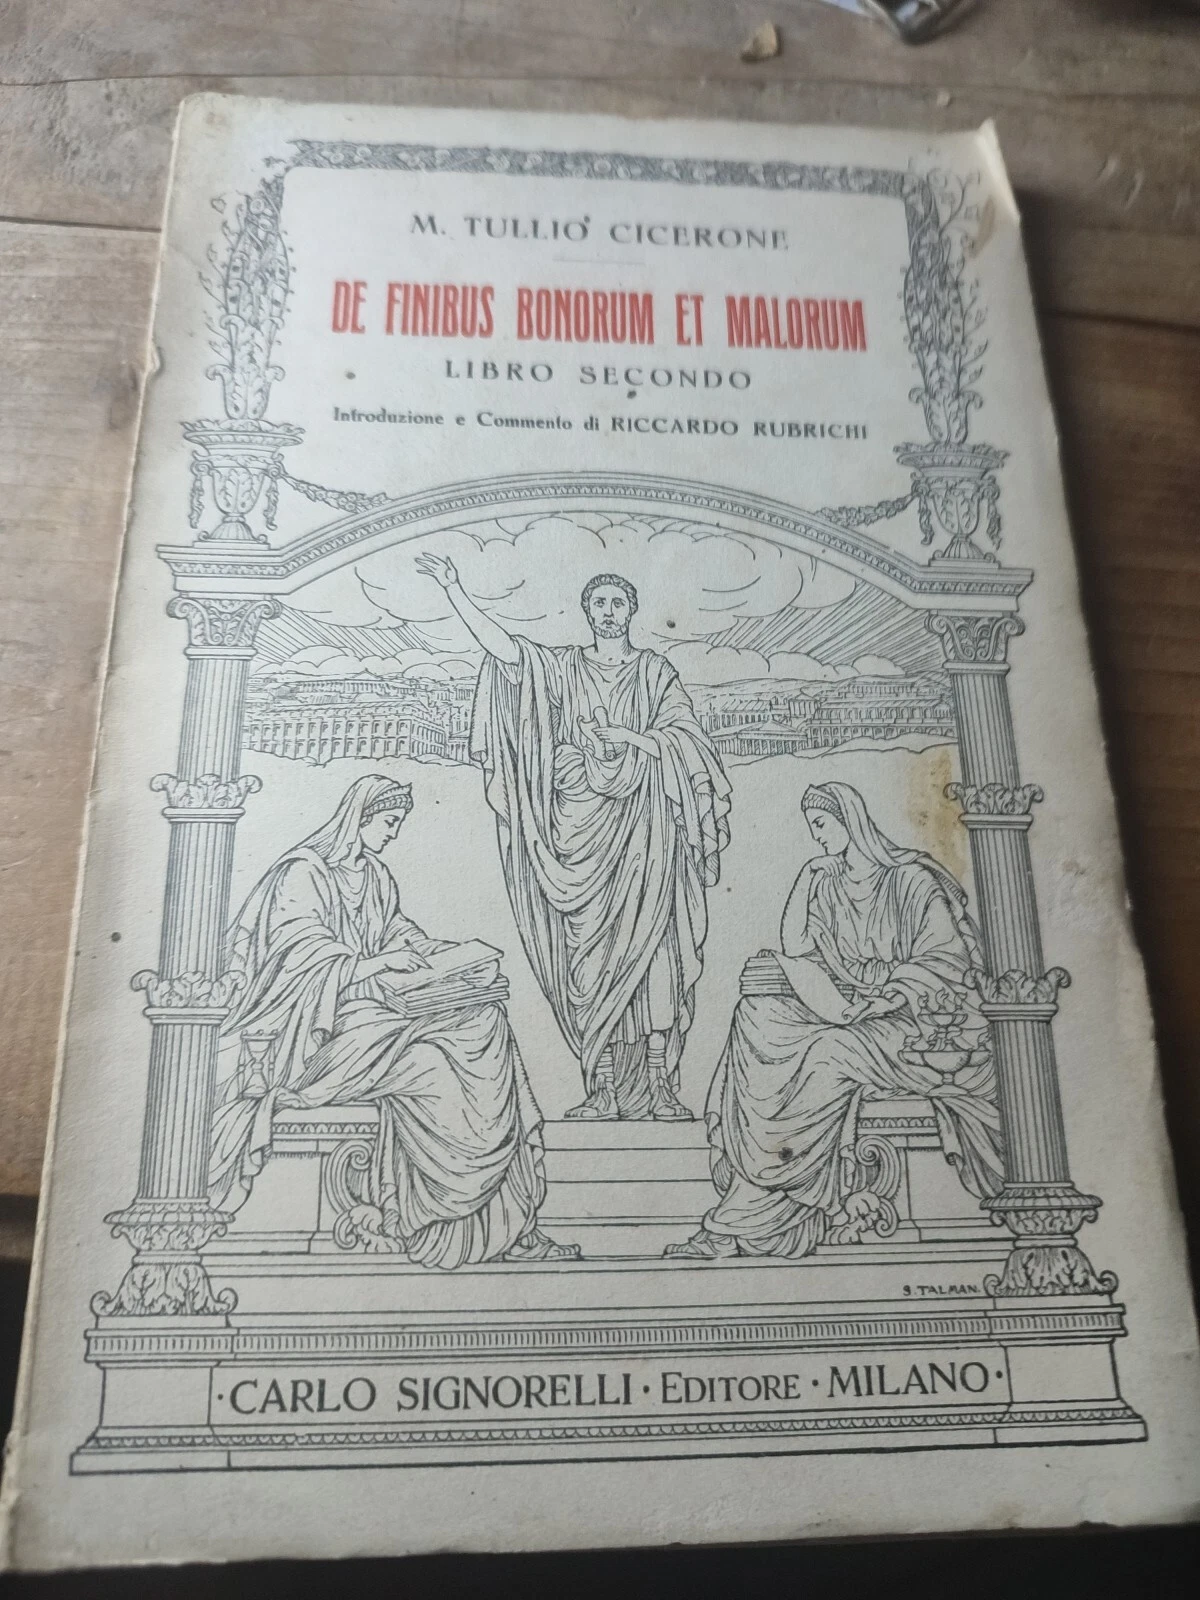 M. TULLIO CICERONE
DE FINIBUS BONORUM ET MALORUM
LIBRO SECONDO
Introduzione e Commento di RICCARDO RUBRICHI
S. TALMAN.
·CARLO SIGNORELLI·EDITORE·MILANO·